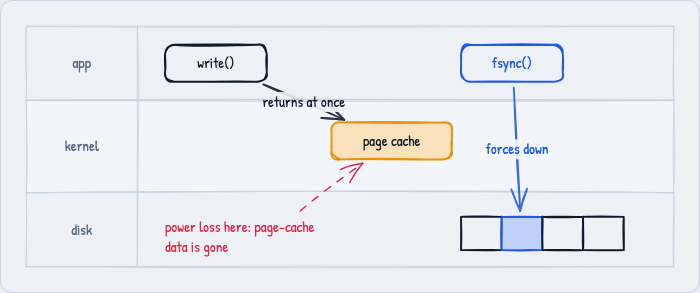 app
write()
fsync()
returns at once
kernel
page cache
forces down
disk
power loss here: page-cache
data is gone